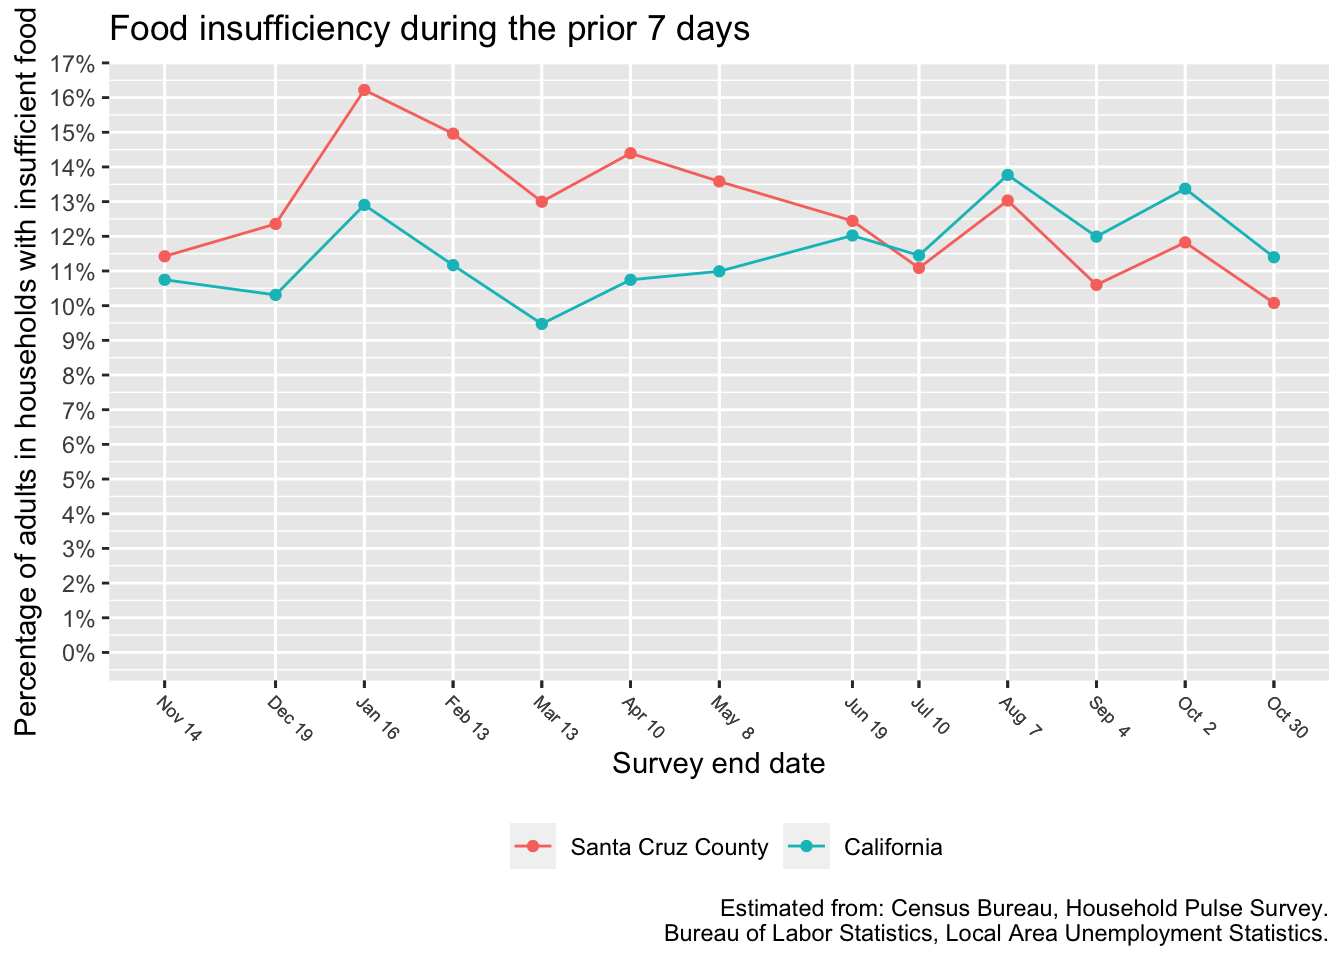 Food insufficiency during the prior 7 days
Percentage of adults in households with insufficient food
17%
16%
15%
14%
13%
12%
11%
10%
9%
8%
7%
6%
5%
4%
3%
2%
1%
0%
Nov 14
Dec 19
Jan 16
Feb 13
Mar 13
Apr 10
May 8
Jun 19
Jul 10
Aug 7
Sep 4
Oct 2
Oct 30
Survey end date
Santa Cruz County
California
Estimated from: Census Bureau, Household Pulse Survey.
Bureau of Labor Statistics, Local Area Unemployment Statistics.